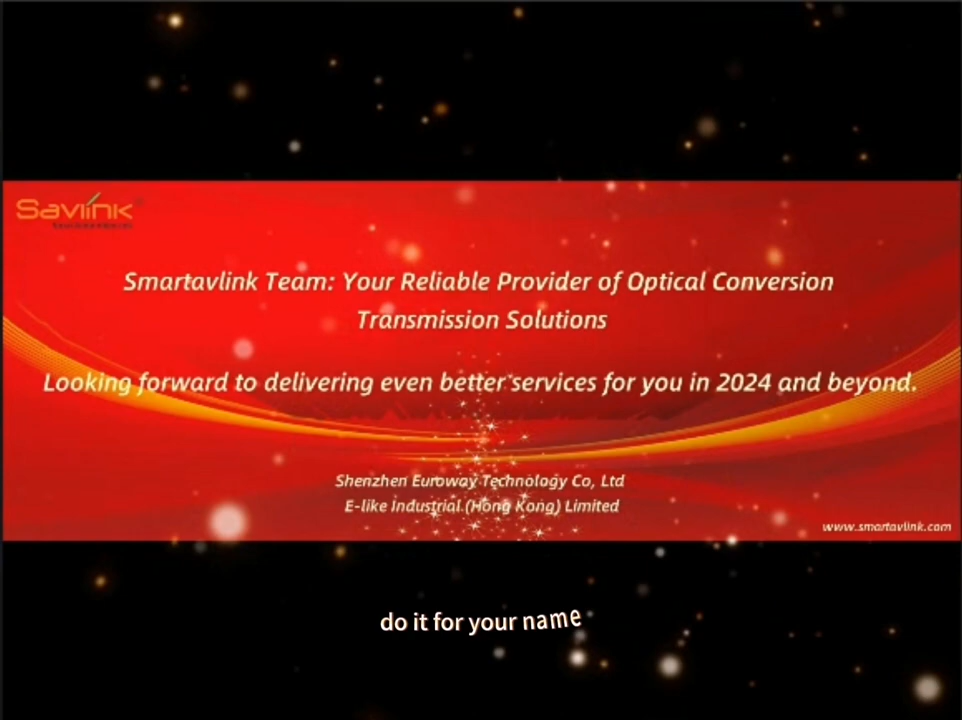 Savlink
Smartavlink Team: Your Reliable Provider of Optical Conversion
Transmission Solutions
Looking forward to delivering even better services for you in 2024 and beyond.
Shenzhen Euroway Technology Co, Ltd
E-like Industrial (Hong Kong) Limited
www.smartavlink.com
do it for your name